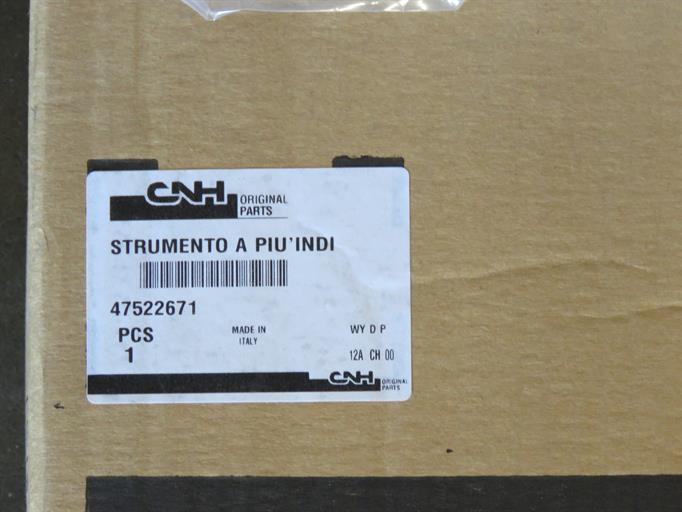 CNH ORIGINAL
PARTS
STRUMENTO A PIU'INDI
47522671
PCS
1
MADE IN
ITALY
WY D P
12A CH 00
CNH ORIGINAL
PARTS